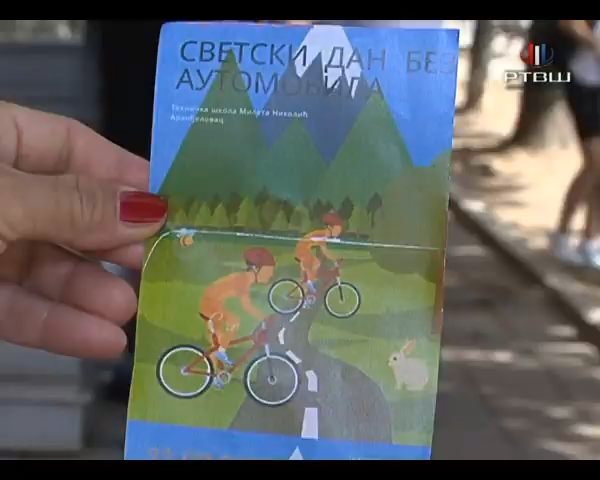 СВЕТСКИ ДАН БЕЗ
АУТОМОБИЛА
Техничка школа Милета Николић
Аранђеловац
РТВШ